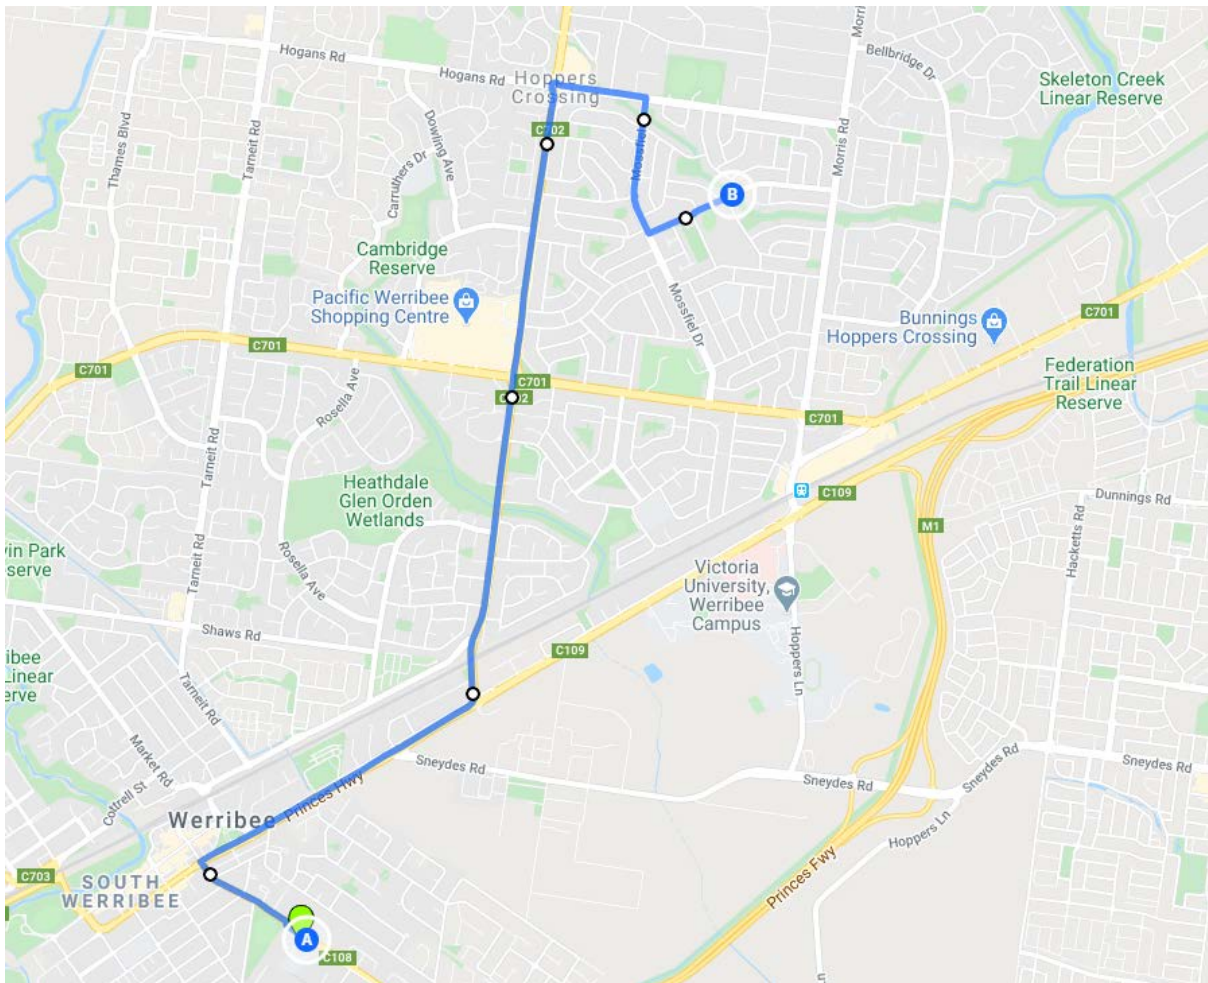 Hogans Rd
Hogans Rd
Hoppers
Crossing
Morri
Bellbridge Dr
Skeleton Creek
Linear Reserve
Thames Blvd
Tarneit Rd
Dowling Ave
Carruthers Dr
C702
Mossfiel
Morris Rd
B
Cambridge
Reserve
Pacific Werribee
Shopping Centre
Mossfiel Dr
Bunnings
Hoppers Crossing
C701
C701
C701
C701
C701
Federation
Trail Linear
Reserve
Rosella Ave
Tarneit Rd
Heathdale
Glen Orden
Wetlands
C109
Dunnings Rd
M1
Hacketts Rd
vin Park
serve
Tarneit Rd
Rosella Ave
Victoria
University,
Werribee
Campus
Shaws Rd
C109
Hoppers Ln
ribee
Linear
erve
Tarneit Rd
Market Rd
Cottrell St
Sneydes Rd
Sneydes Rd
Sneydes Rd
Sneydes Rd
Princes Hwy
Werribee
Hoppers Ln
Princes Fwy
C703
SOUTH
WERRIBEE
A
C108